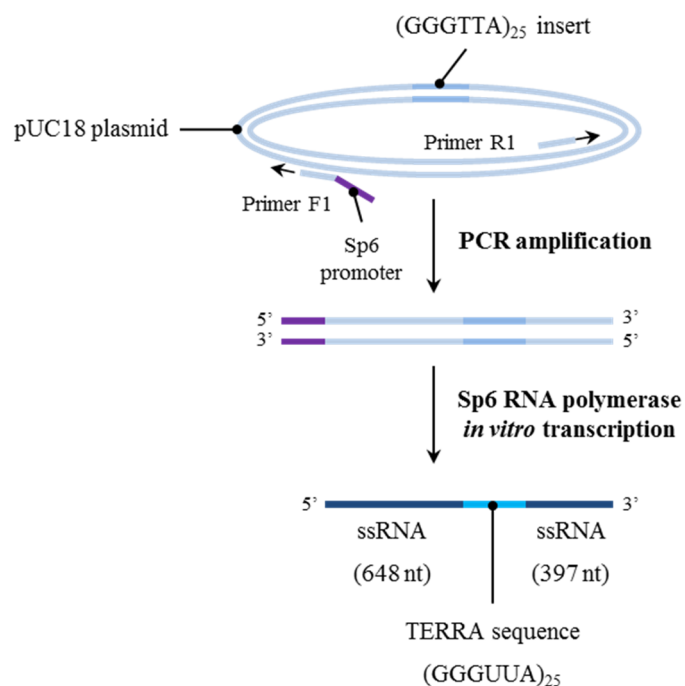 (GGGTTA)25 insert
pUC18 plasmid
Primer R1
Primer F1
Sp6
promoter
PCR amplification
5’ 3’
3’ 5’
Sp6 RNA polymerase
in vitro transcription
5’ 3’
ssRNA ssRNA
(648 nt) (397 nt)
TERRA sequence
(GGGUUA)25